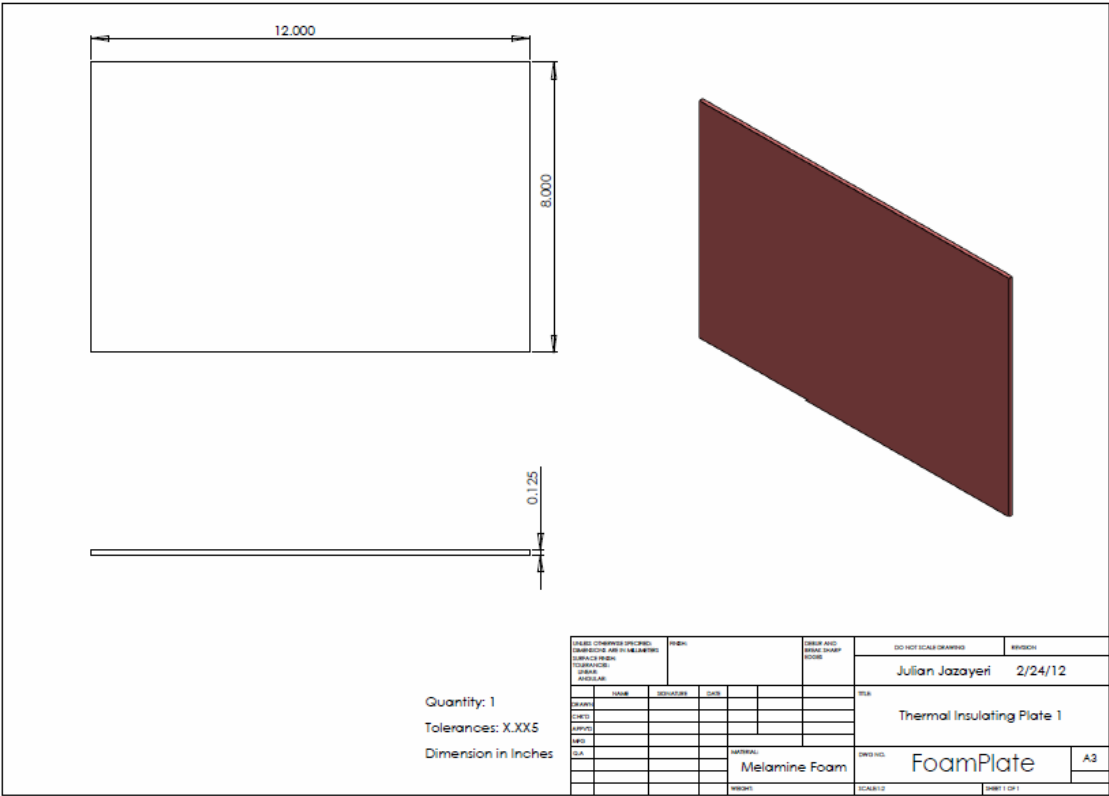 12.000
8.000
0.125
Quantity: 1
Tolerances: X.XX5
Dimension in Inches
UNLESS OTHERWISE SPECIFIED:
DIMENSIONS ARE IN MILLIMETERS
SURFACE FINISH:
TOLERANCES:
LINEAR:
ANGULAR:
FINISH:
DEBUR AND
BREAK SHARP
EDGES
DO NOT SCALE DRAWING
REVISION
Julian Jazayeri 2/24/12
NAME
SIGNATURE
DATE
DRAWN
CHK'D
APPV'D
MFG
Q.A
TITLE:
Thermal Insulating Plate 1
MATERIAL:
Melamine Foam
DWG NO.
FoamPlate
A3
WEIGHT:
SCALE:1:2
SHEET 1 OF 1